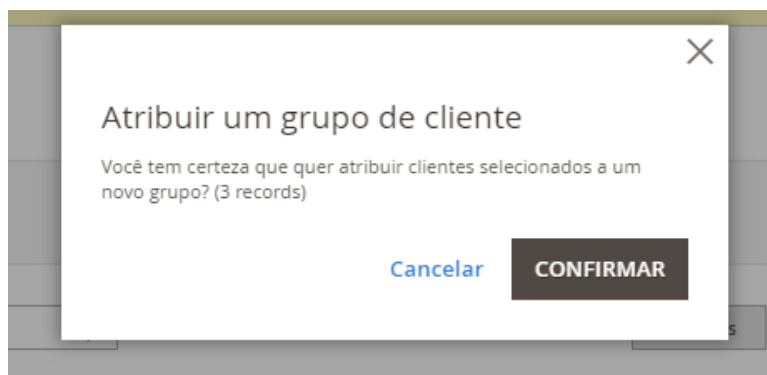 Atribuir um grupo de cliente
Você tem certeza que quer atribuir clientes selecionados a um
novo grupo? (3 records)
Cancelar
CONFIRMAR